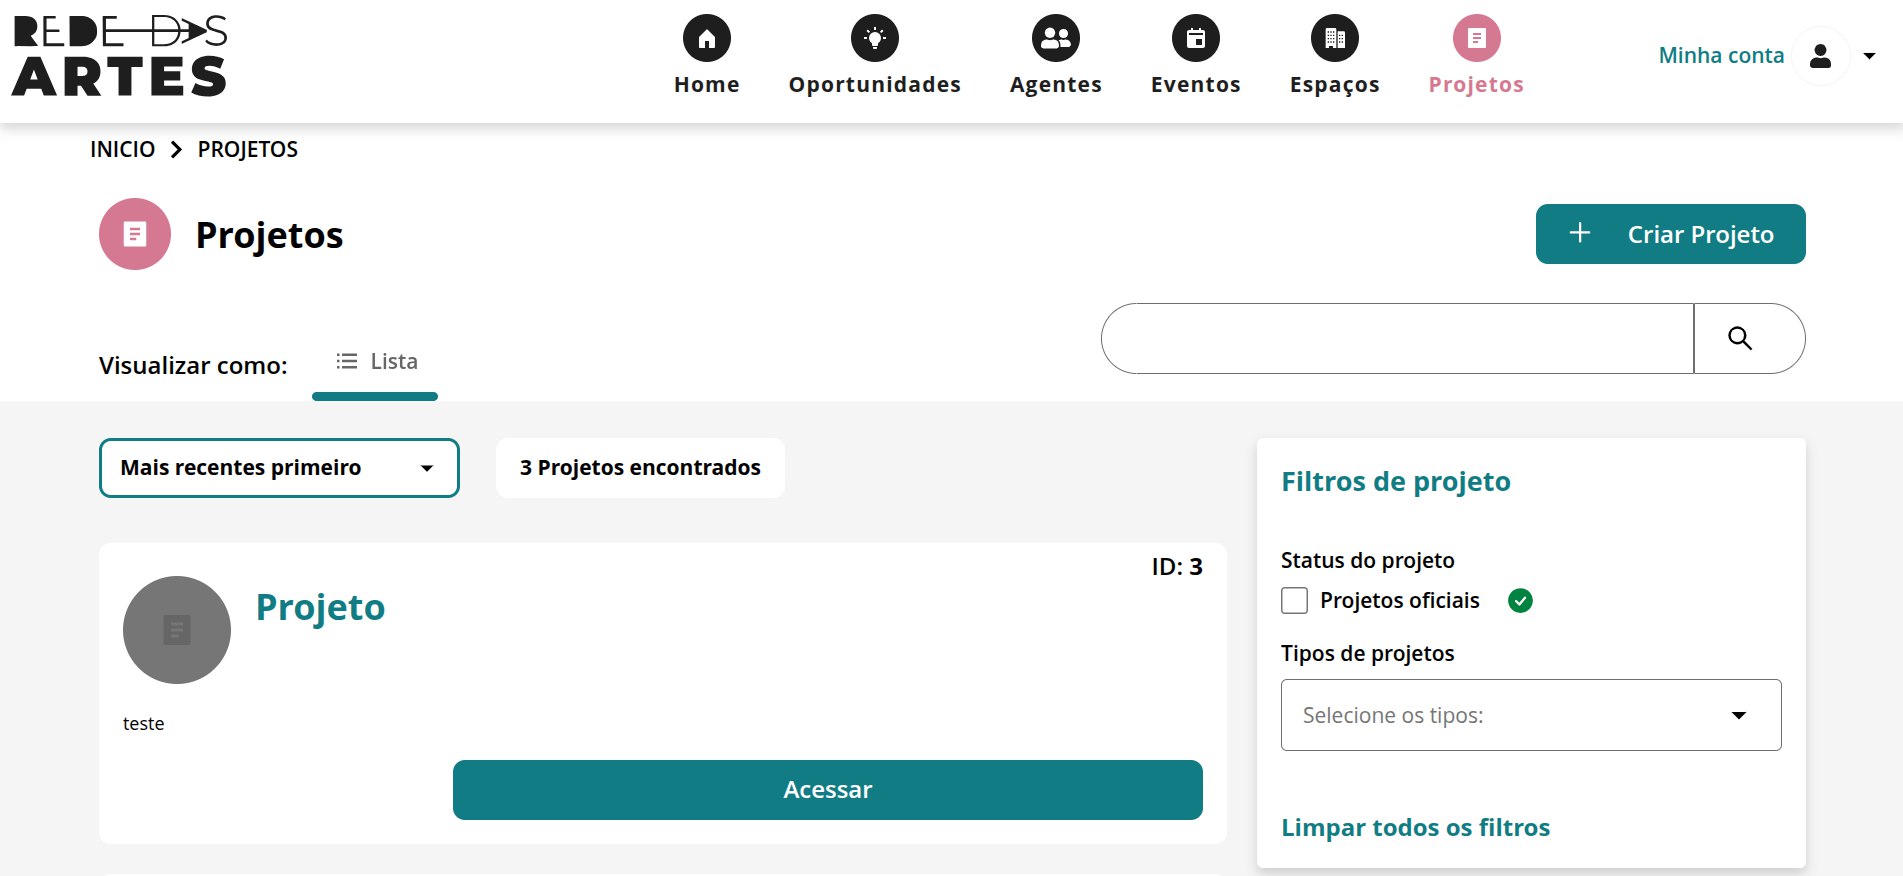 REDE DAS
ARTES
Home
Oportunidades
Agentes
Eventos
Espaços
Projetos
Minha conta
INICIO
PROJETOS
Projetos
Criar Projeto
Visualizar como:
Lista
Mais recentes primeiro
3 Projetos encontrados
ID: 3
Projeto
teste
Acessar
Filtros de projeto
Status do projeto
Projetos oficiais
Tipos de projetos
Selecione os tipos:
Limpar todos os filtros